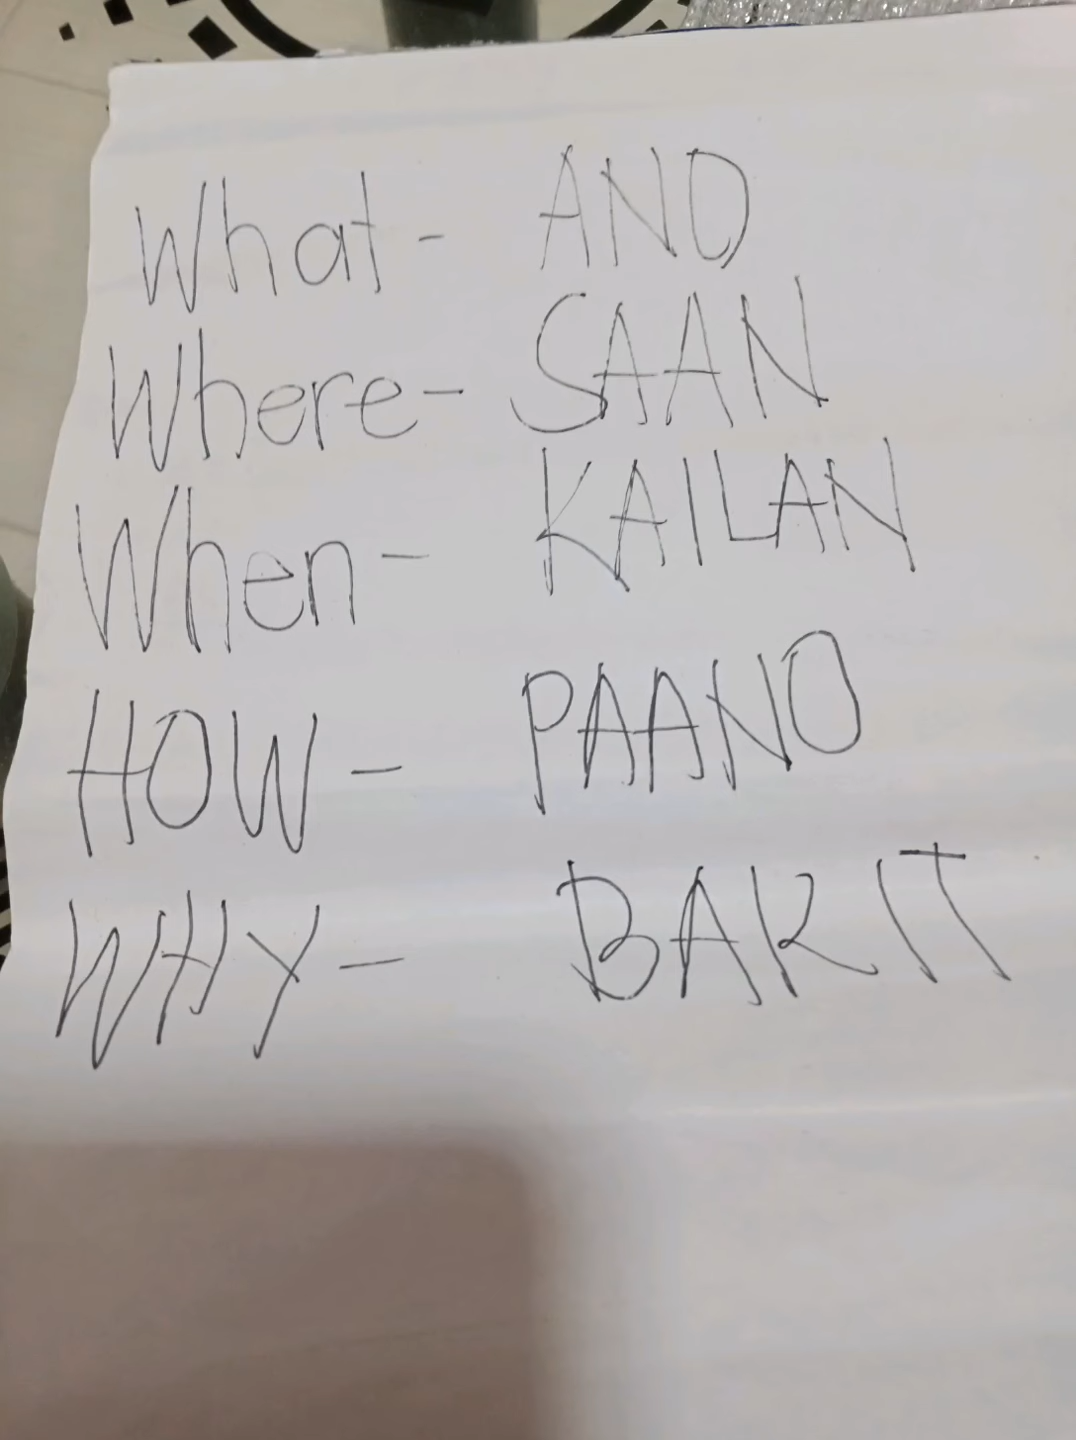 What - ANO
Where - SAAN
When - KAILAN
HOW - PAANO
WHY - BAKIT